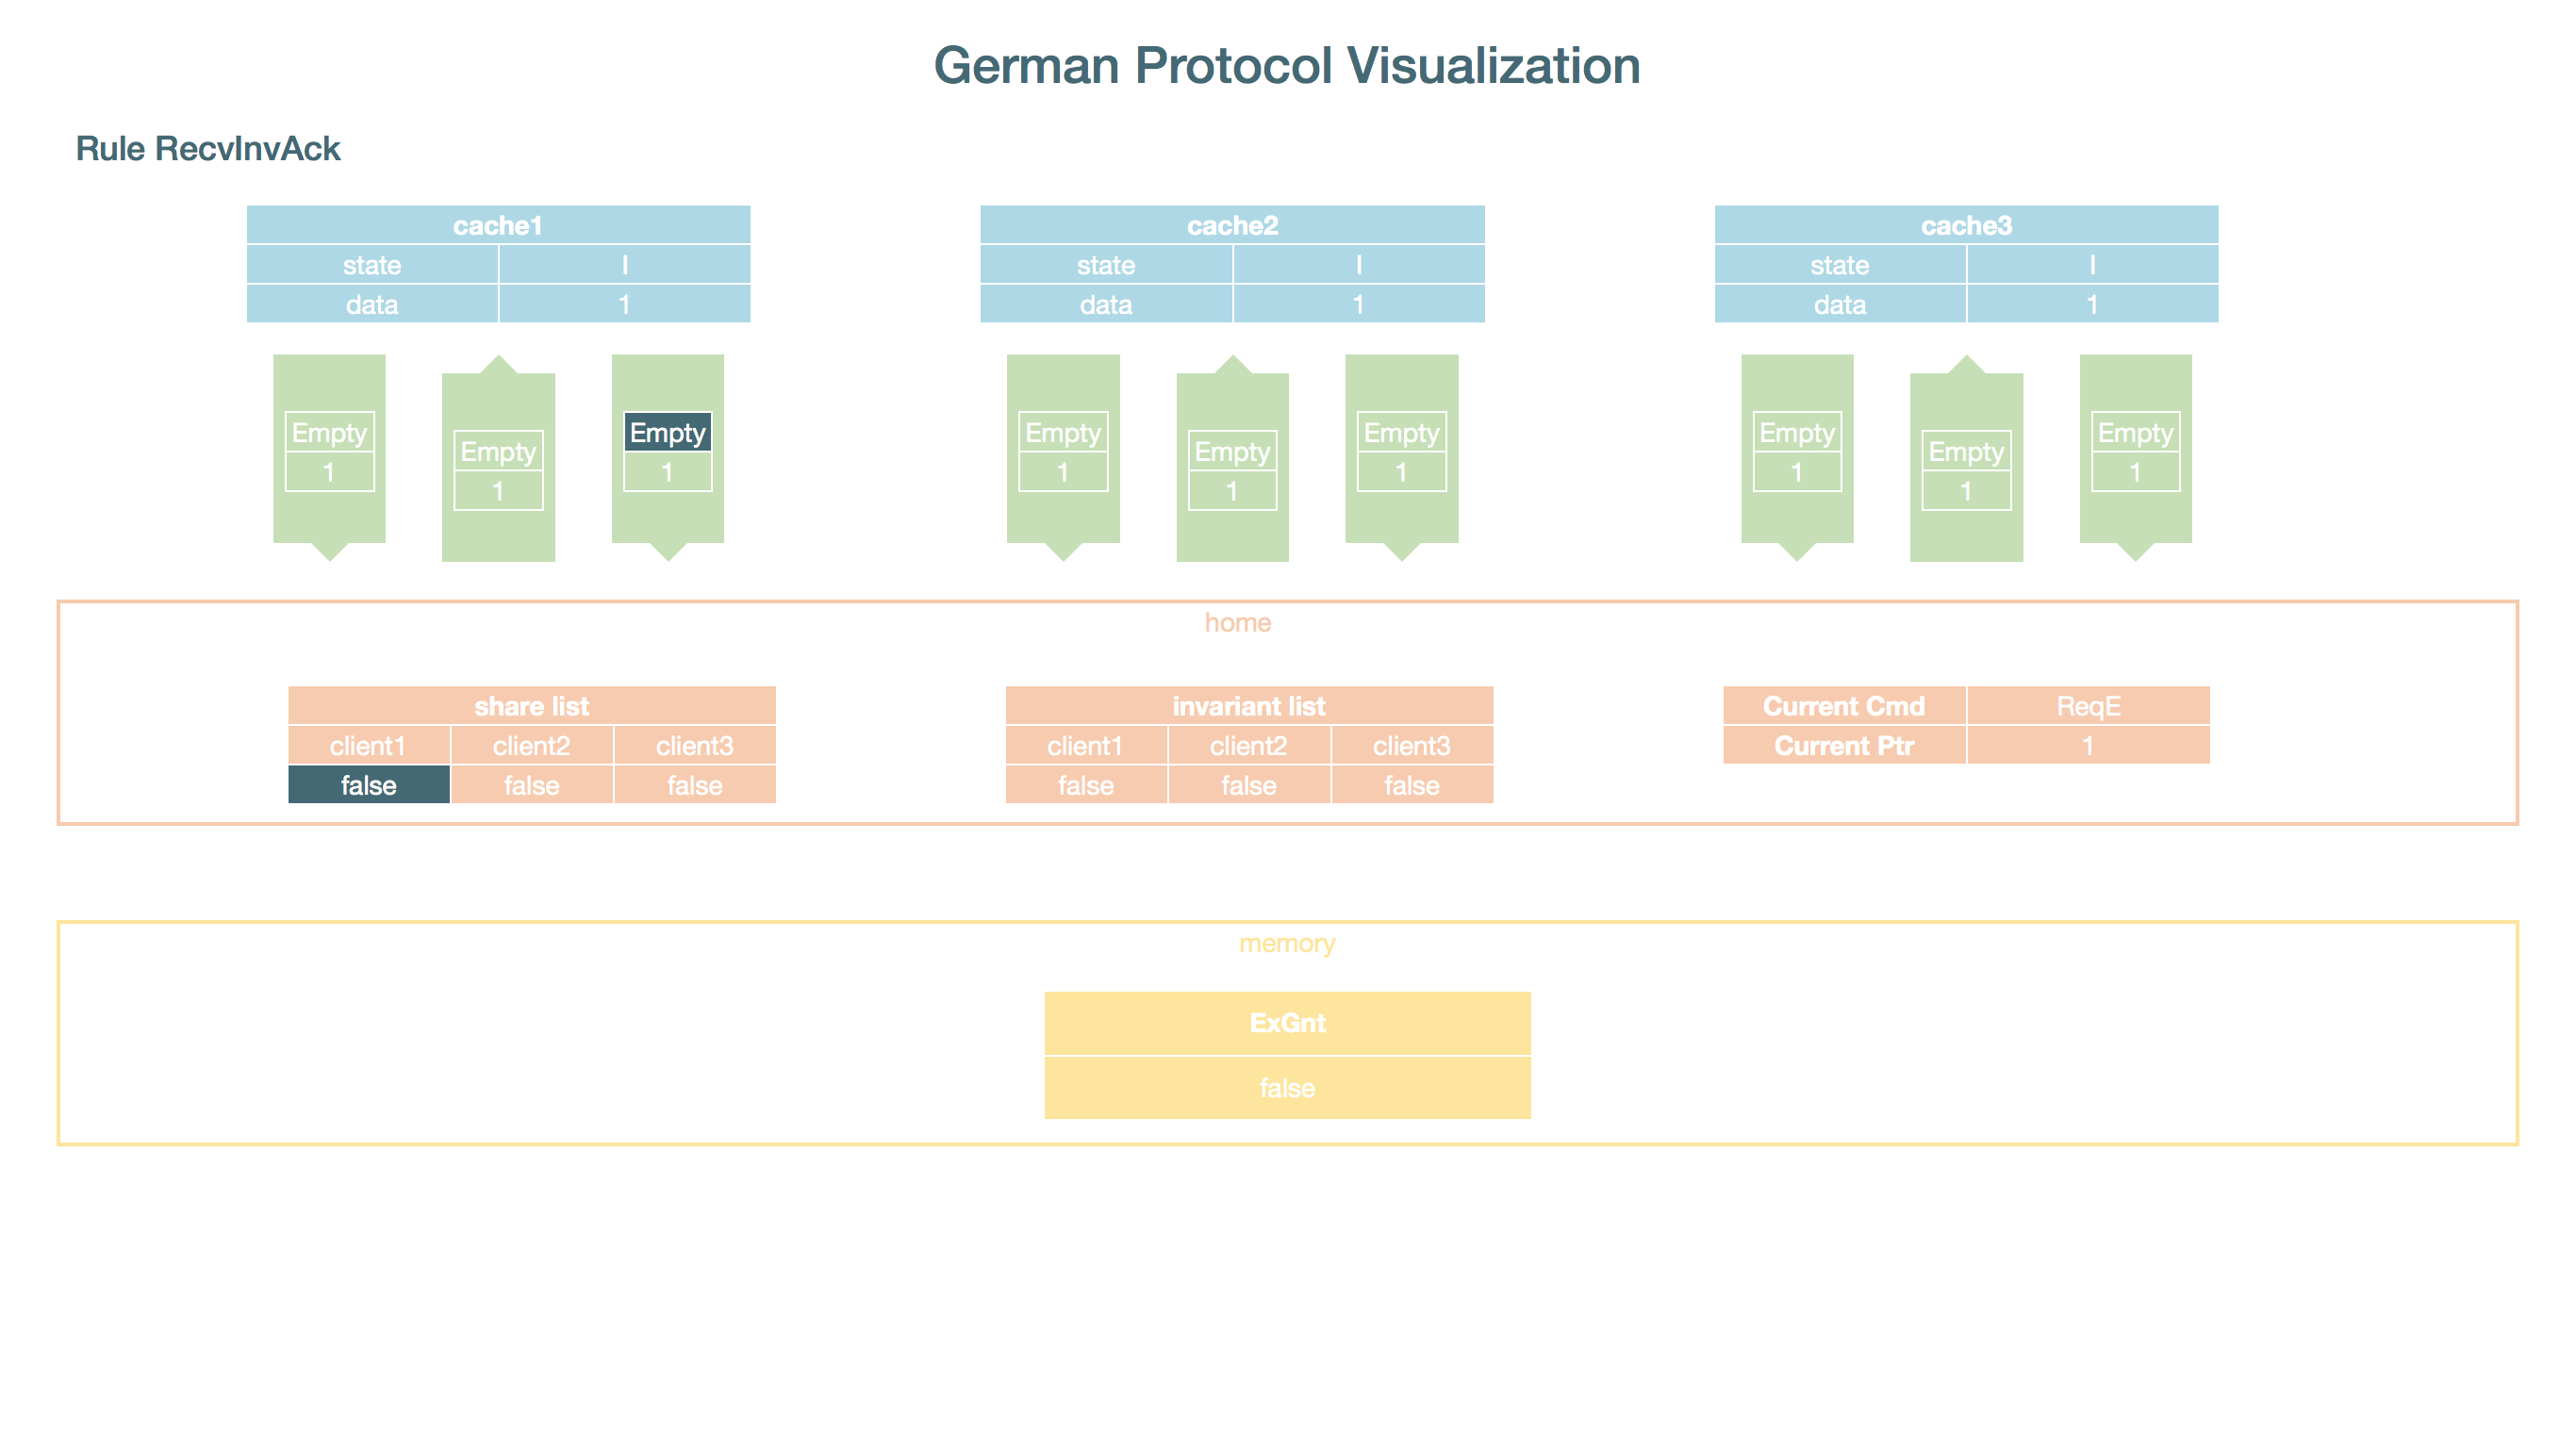 German Protocol Visualization
Rule RecvInvAck
cache1 cache2 cache3
state I state I state I
data 1 data 1 data 1
Empty Empty Empty Empty Empty Empty
Empty Empty Empty
1 1 1 1 1 1
1 1 1
home
share list invariant list Current Cmd ReqE
client1 client2 client3 client1 client2 client3 Current Ptr 1
false false false false false false
memory
ExGnt
false